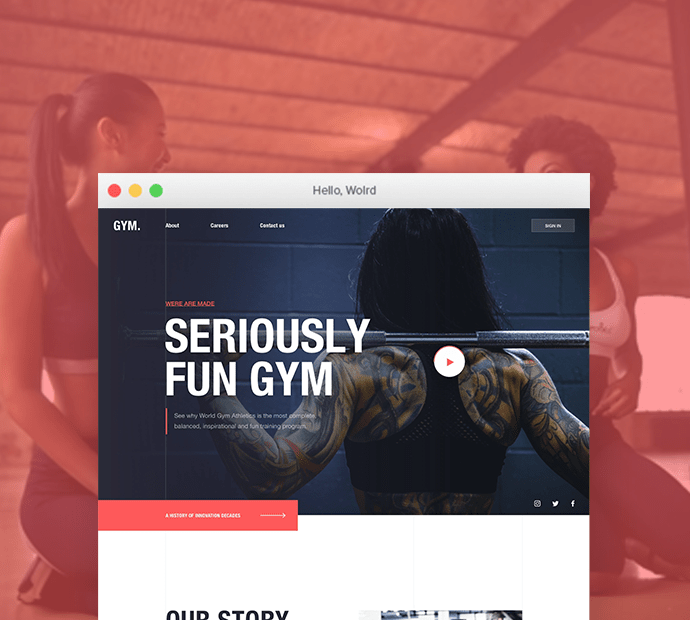 Hello, Wolrd
GYM.
About
Careers
Contact us
SIGN IN
WERE ARE MADE
SERIOUSLY
FUN GYM
See why World Gym Athletics is the most complete,
balanced, inspirational and fun training program.
A HISTORY OF INNOVATION DECADES
OUR STORY